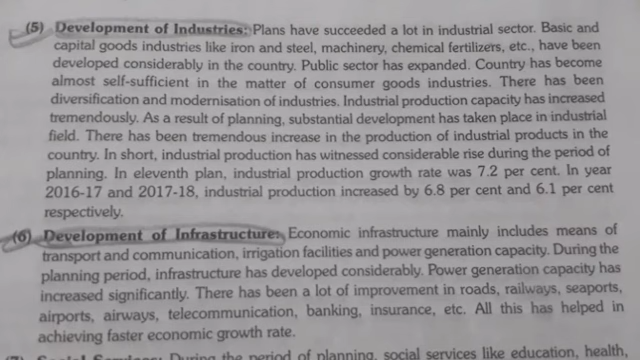 (5) Development of Industries: Plans have succeeded a lot in industrial sector. Basic and
capital goods industries like iron and steel, machinery, chemical fertilizers, etc., have been
developed considerably in the country. Public sector has expanded. Country has become
almost self-sufficient in the matter of consumer goods industries. There has been
diversification and modernisation of industries. Industrial production capacity has increased
tremendously. As a result of planning, substantial development has taken place in industrial
field. There has been tremendous increase in the production of industrial products in the
country. In short, industrial production has witnessed considerable rise during the period of
planning. In eleventh plan, industrial production growth rate was 7.2 per cent. In year
2016-17 and 2017-18, industrial production increased by 6.8 per cent and 6.1 per cent
respectively.
(6) Development of Infrastructure: Economic infrastructure mainly includes means of
transport and communication, irrigation facilities and power generation capacity. During the
planning period, infrastructure has developed considerably. Power generation capacity has
increased significantly. There has been a lot of improvement in roads, railways, seaports,
airports, airways, telecommunication, banking, insurance, etc. All this has helped in
achieving faster economic growth rate.
(7) Social Services: During the period of planning, social services like education, health,